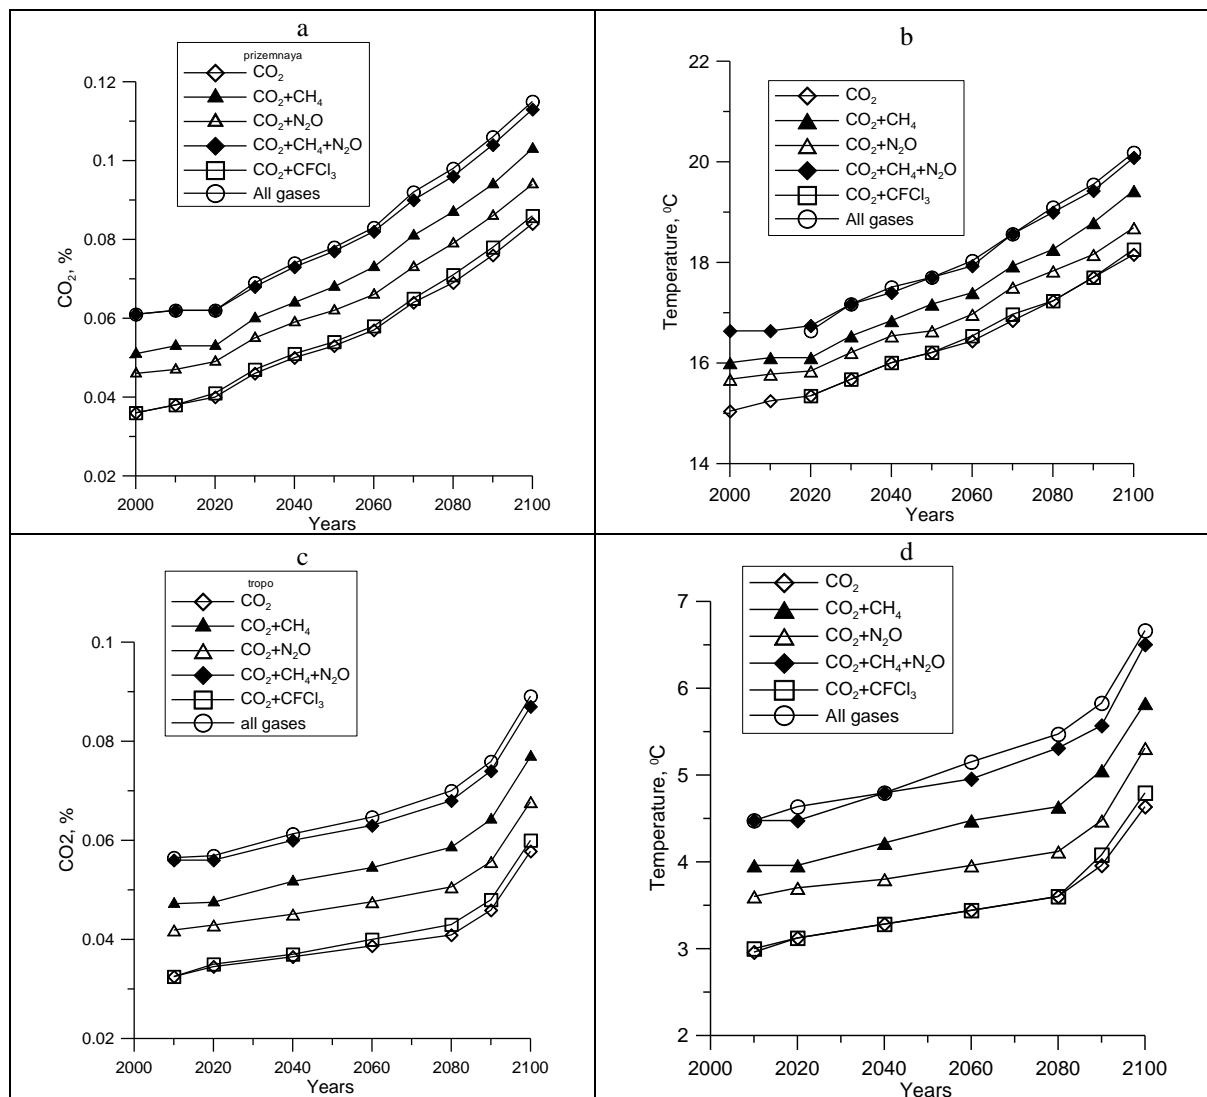 a
prizemnaya
CO₂
CO₂+CH₄
CO₂+N₂O
CO₂+CH₄+N₂O
CO₂+CFCl₃
All gases
0.12
0.1
0.08
0.06
0.04
0.02
CO₂, %
2000 2020 2040 2060 2080 2100
Years
b
CO₂
CO₂+CH₄
CO₂+N₂O
CO₂+CH₄+N₂O
CO₂+CFCl₃
All gases
22
20
18
16
14
Temperature, ⁰C
2000 2020 2040 2060 2080 2100
Years
c
tropo
CO₂
CO₂+CH₄
CO₂+N₂O
CO₂+CH₄+N₂O
CO₂+CFCl₃
all gases
0.1
0.08
0.06
0.04
0.02
CO2, %
2000 2020 2040 2060 2080 2100
Years
d
CO₂
CO₂+CH₄
CO₂+N₂O
CO₂+CH₄+N₂O
CO₂+CFCl₃
All gases
7
6
5
4
3
2
Temperature, ⁰C
2000 2020 2040 2060 2080 2100
Years